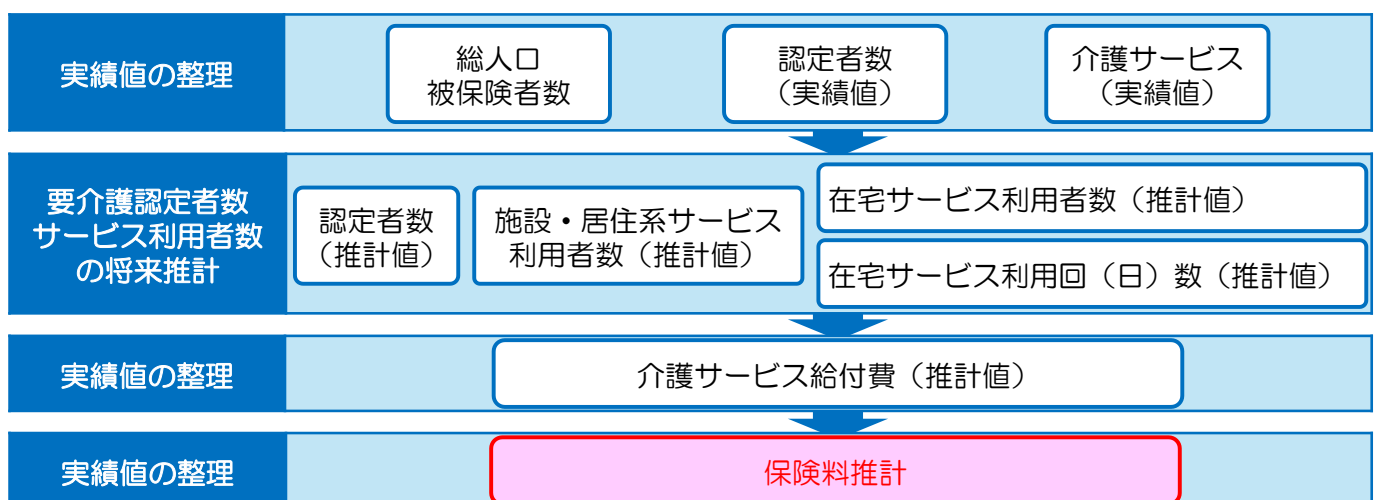 実績値の整理
総人口
被保険者数
認定者数
（実績値）
介護サービス
（実績値）
要介護認定者数
サービス利用者数
の将来推計
認定者数
（推計値）
施設・居住系サービス
利用者数（推計値）
在宅サービス利用者数（推計値）
在宅サービス利用回（日）数（推計値）
実績値の整理
介護サービス給付費（推計値）
実績値の整理
保険料推計